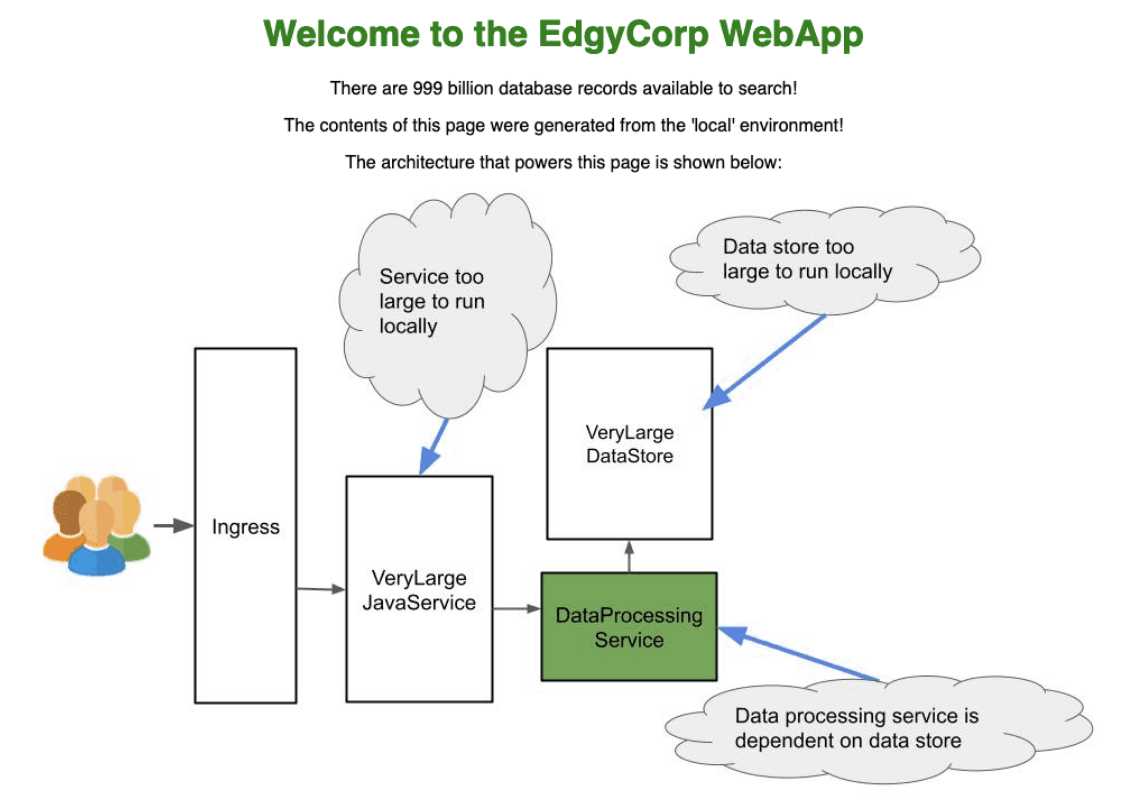 Welcome to the EdgyCorp WebApp
There are 999 billion database records available to search!
The contents of this page were generated from the 'local' environment!
The architecture that powers this page is shown below:
Service too
large to run
locally
Data store too
large to run locally
Ingress
VeryLarge
JavaService
VeryLarge
DataStore
DataProcessing
Service
Data processing service is
dependent on data store